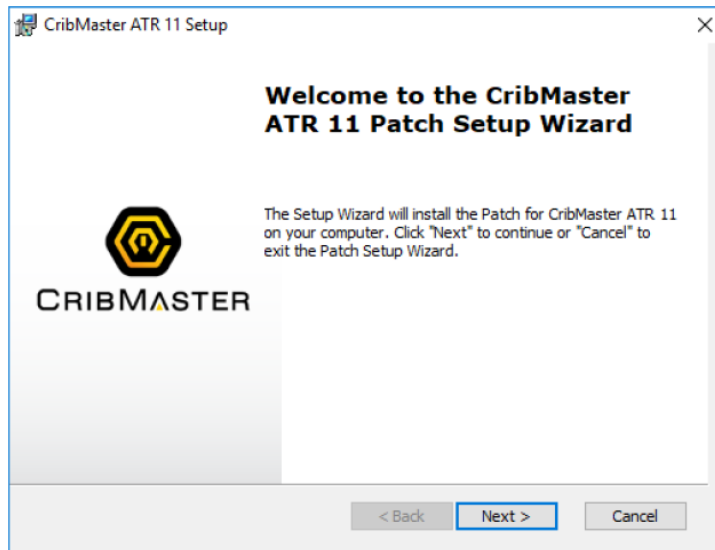 CribMaster ATR 11 Setup
Welcome to the CribMaster
ATR 11 Patch Setup Wizard
The Setup Wizard will install the Patch for CribMaster ATR 11
on your computer. Click "Next" to continue or "Cancel" to
exit the Patch Setup Wizard.
CRIBMASTER
< Back
Next >
Cancel